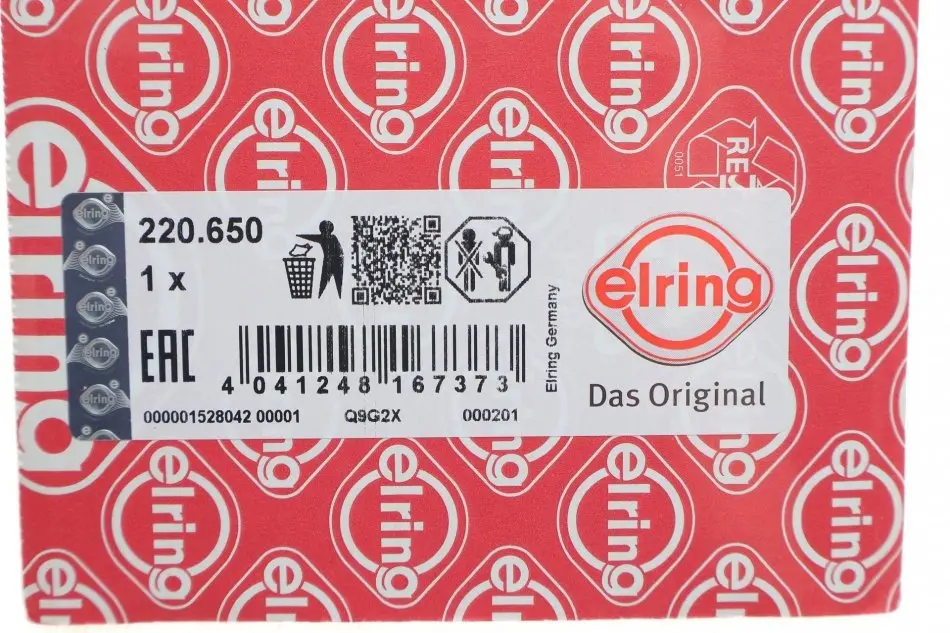 220.650
1 x
EAC
4 041248 167373
000001528042 00001 Q9G2X 000201
Elring Germany
elring
Das Original